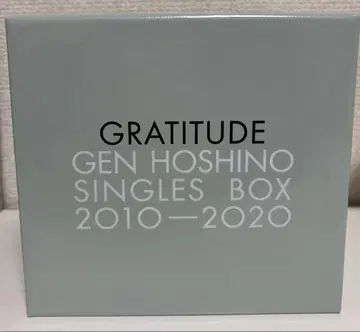 GRATITUDE
GEN HOSHINO
SINGLES BOX
2010—2020